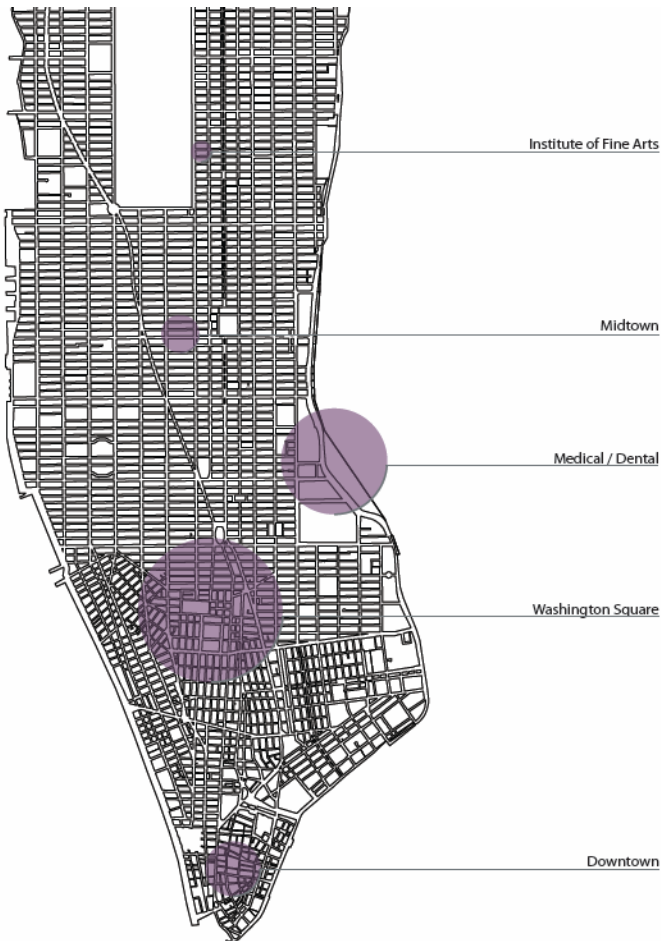 Institute of Fine Arts
Midtown
Medical / Dental
Washington Square
Downtown